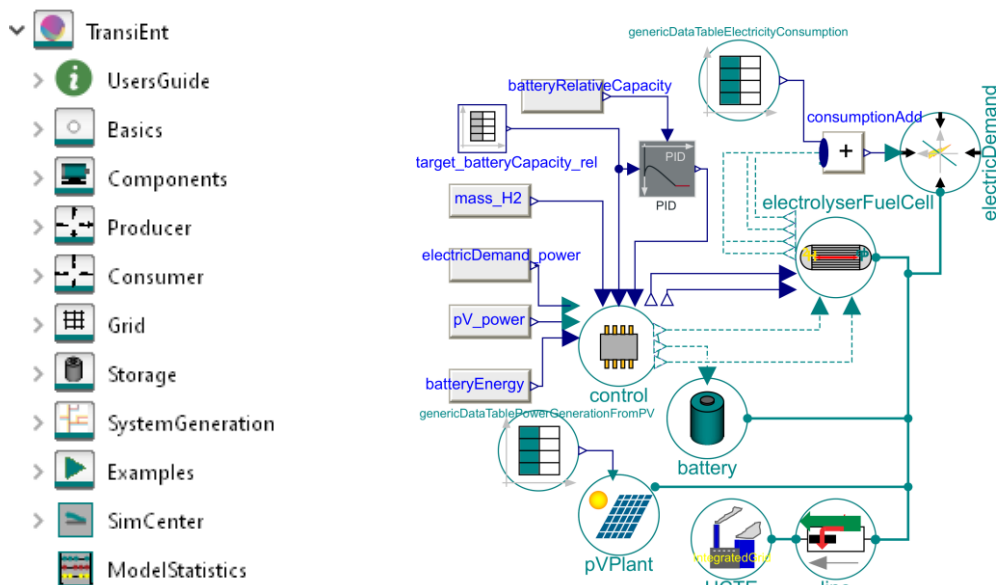 TransiEnt
UsersGuide
Basics
Components
Producer
Consumer
Grid
Storage
SystemGeneration
Examples
SimCenter
ModelStatistics
genericDataTableElectricityConsumption
batteryRelativeCapacity
consumptionAdd
+
target_batteryCapacity_rel
PID
PID
electricDemand
mass_H2
electrolyserFuelCell
electricDemand_power
pV_power
batteryEnergy
control
genericDataTablePowerGenerationFromPV
battery
pVPlant
IntegratedGrid